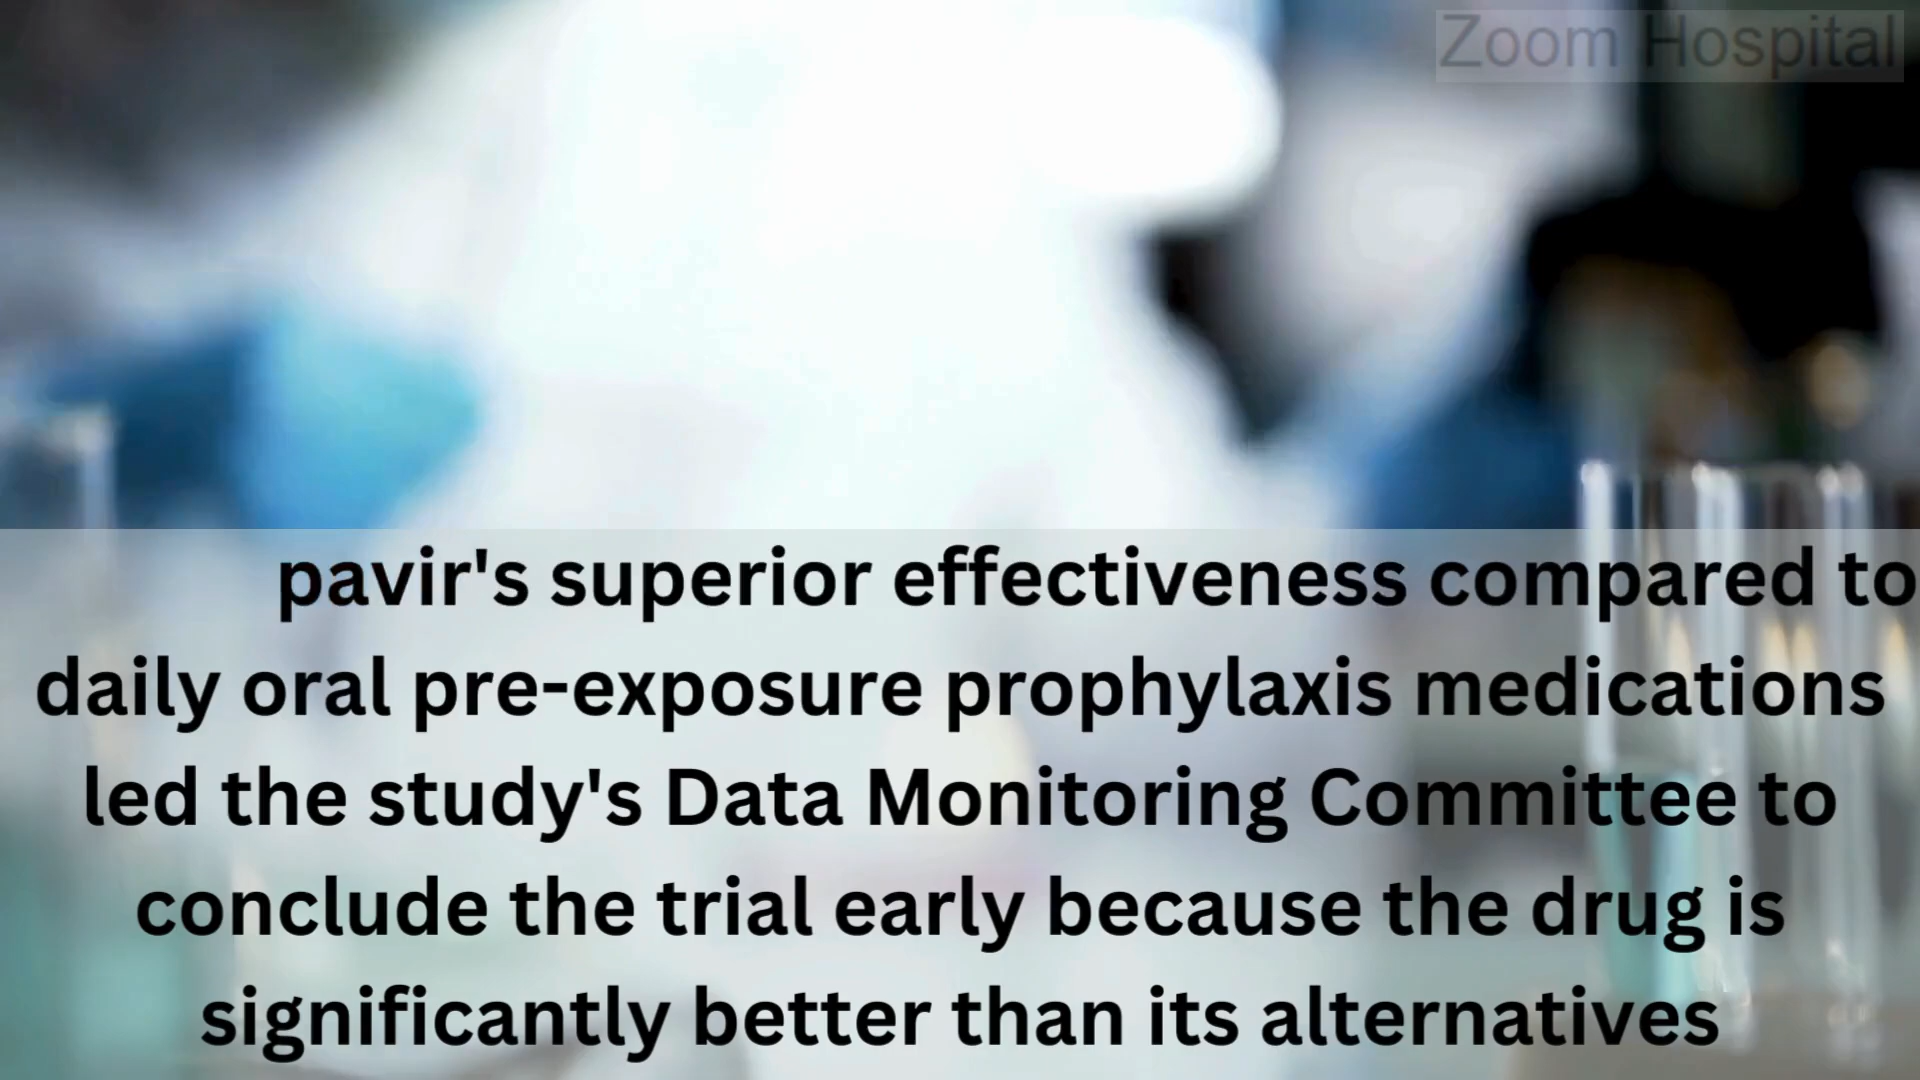 Zoom Hospital
pavir's superior effectiveness compared to
daily oral pre-exposure prophylaxis medications
led the study's Data Monitoring Committee to
conclude the trial early because the drug is
significantly better than its alternatives